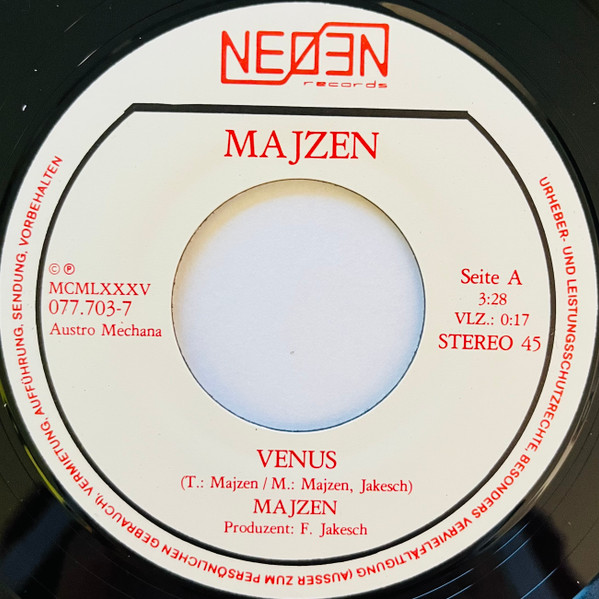 NEØEN
records
MAJZEN
© ℗
MCMLXXXV
077.703-7
Austro Mechana
Seite A
3:28
VLZ.: 0:17
STEREO 45
VENUS
(T.: Majzen / M.: Majzen, Jakesch)
MAJZEN
Produzent: F. Jakesch
URHEBER- UND LEISTUNGSSCHUTZRECHTE, BESONDERS VERVIELFÄLTIGUNG (AUSSER ZUM PERSÖNLICHEN GEBRAUCH), VERMIETUNG, AUFFÜHRUNG, SENDUNG, VORBEHALTEN